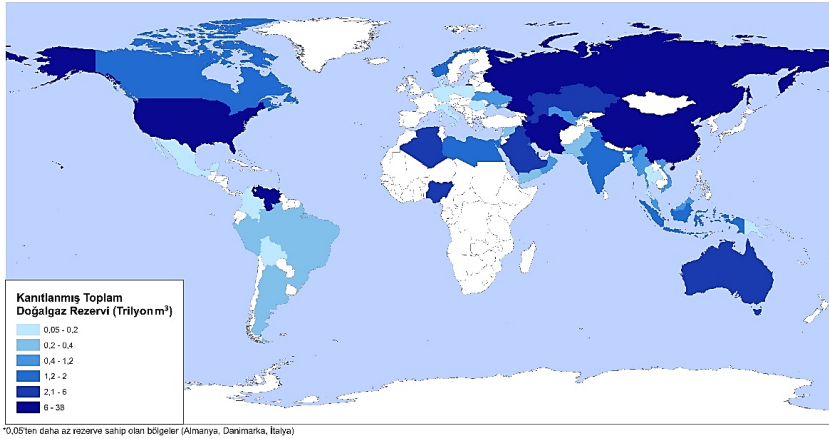 Kanıtlanmış Toplam
Doğalgaz Rezervi (Trilyon m³)
0,05 - 0,2
0,2 - 0,4
0,4 - 1,2
1,2 - 2
2,1 - 6
6 - 38
*0,05'ten daha az rezerve sahip olan bölgeler (Almanya, Danimarka, İtalya)